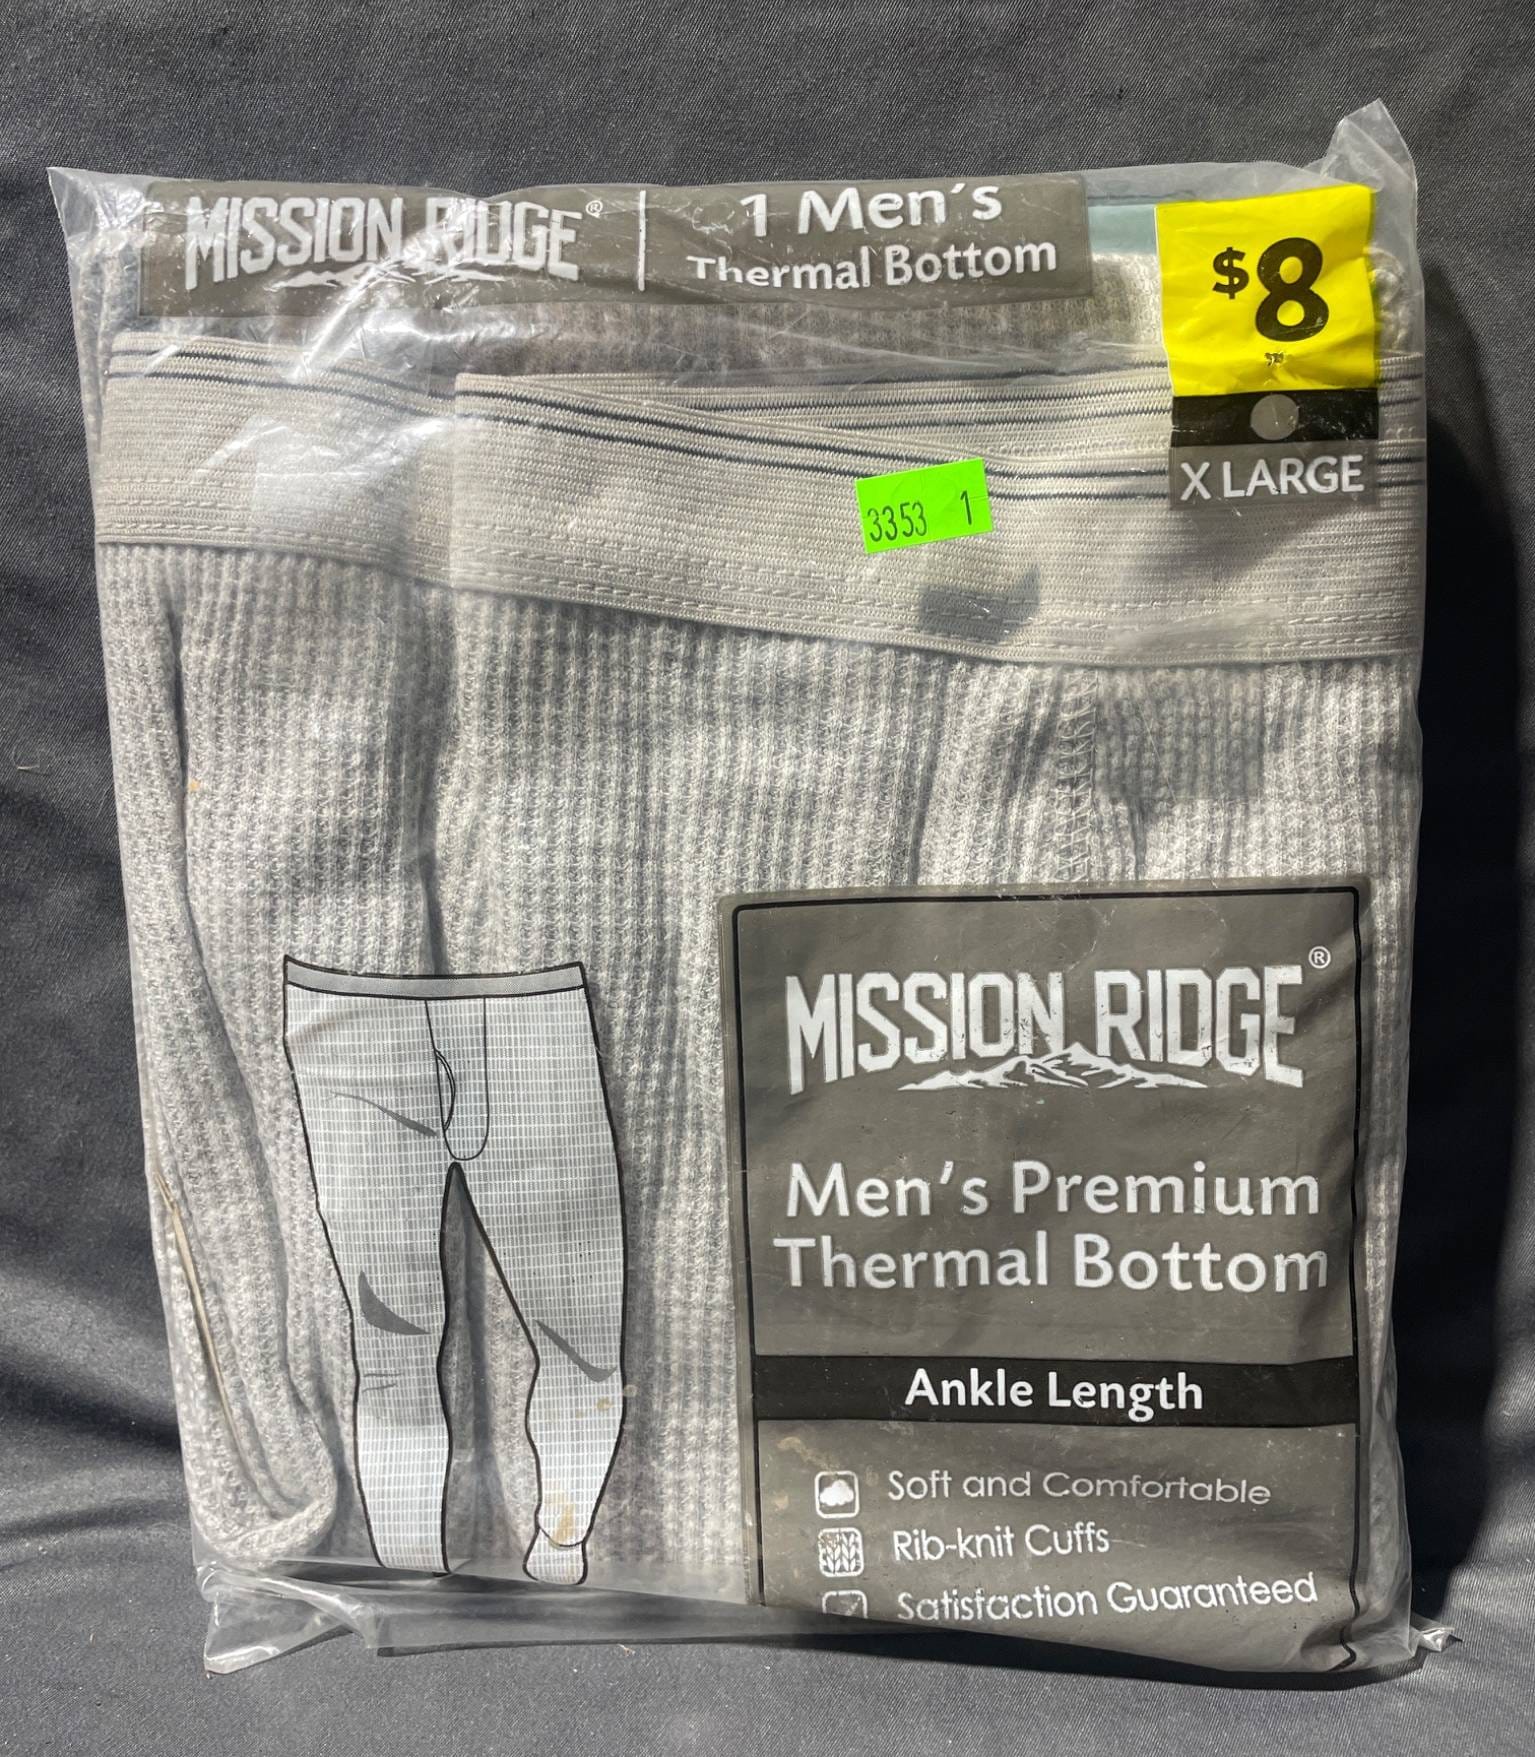 MISSION RIDGE®
1 Men's
Thermal Bottom
$8
X LARGE
3353 1
MISSION RIDGE®
Men's Premium
Thermal Bottom
Ankle Length
Soft and Comfortable
Rib-knit Cuffs
Satisfaction Guaranteed